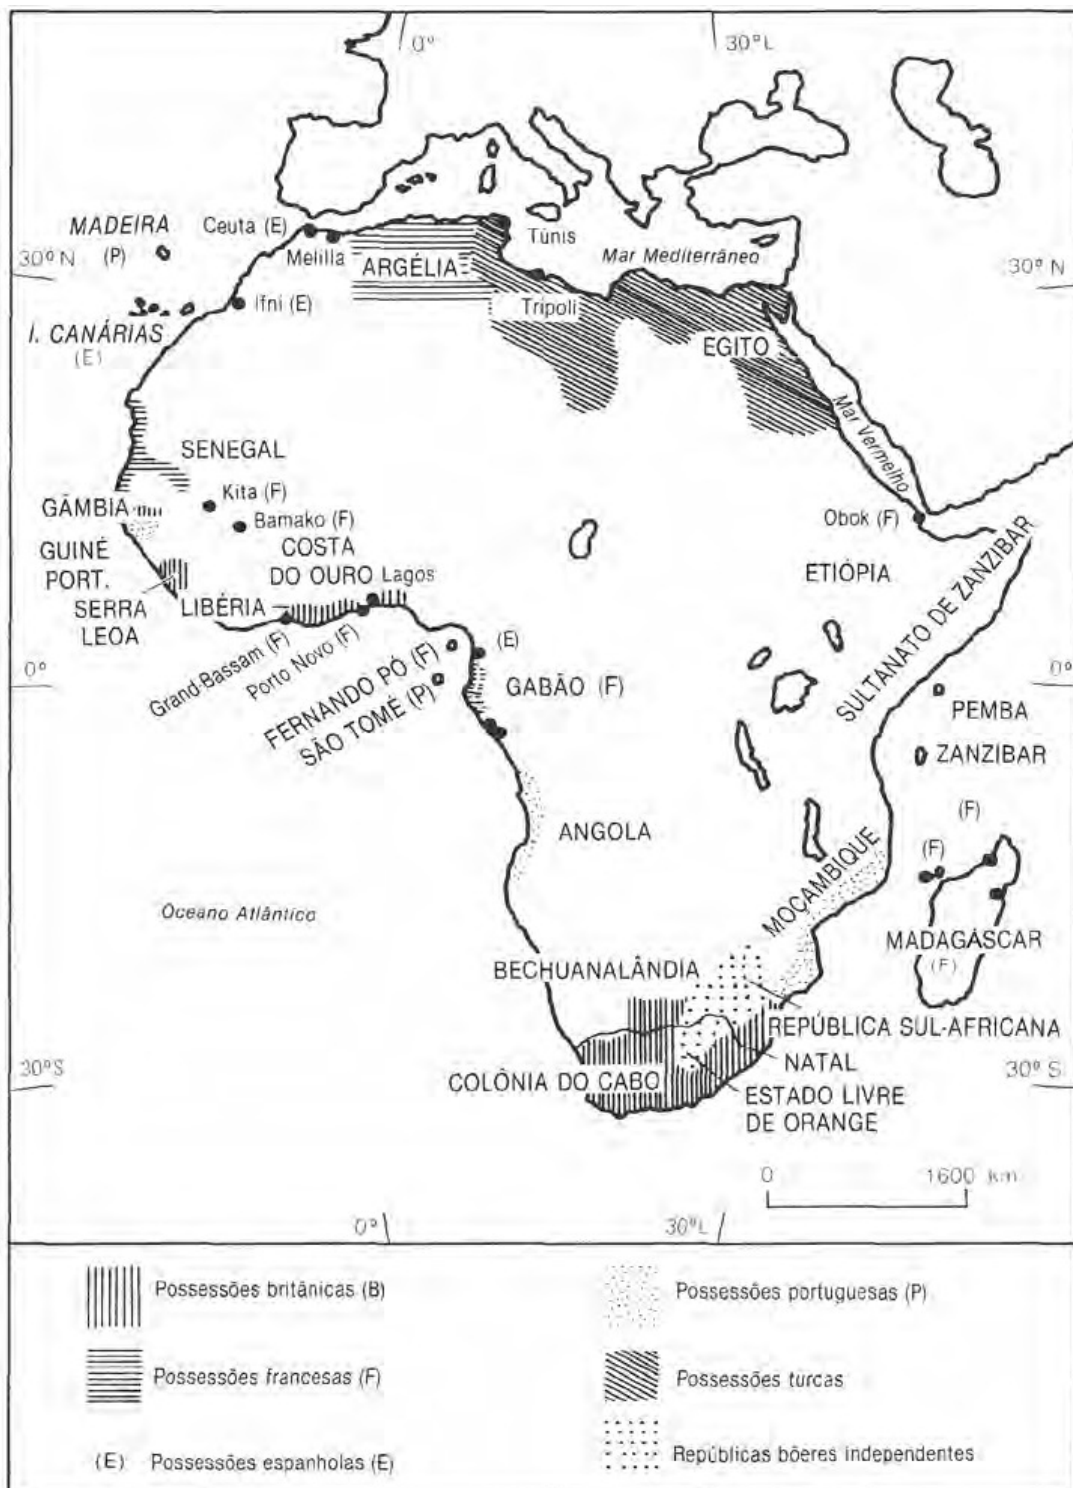 0°
30°L
MADEIRA
(P)
Ceuta (E)
Melilla
ARGÉLIA
Túnis
Mar Mediterrâneo
30° N
30° N
Ifni (E)
Trípoli
I. CANÁRIAS
(E)
EGITO
Mar Vermelho
SENEGAL
Kita (F)
GÂMBIA
Bamako (F)
Obok (F)
GUINÉ
PORT.
COSTA
DO OURO
Lagos
ETIÓPIA
SERRA
LEOA
LIBÉRIA
Grand-Bassam (F)
Porto Novo (F)
(E)
SULTANATO DE ZANZIBAR
0°
0°
FERNANDO PÓ (F)
SÃO TOMÉ (P)
GABÃO (F)
PEMBA
ZANZIBAR
(F)
ANGOLA
(F)
MOÇAMBIQUE
Oceano Atlântico
MADAGÁSCAR
(F)
BECHUANALÂNDIA
REPÚBLICA SUL-AFRICANA
NATAL
30°S
30° S
COLÔNIA DO CABO
ESTADO LIVRE
DE ORANGE
0
1600 km
0°
30°L
Possessões britânicas (B)
Possessões portuguesas (P)
Possessões francesas (F)
Possessões turcas
(E) Possessões espanholas (E)
Repúblicas bôeres independentes